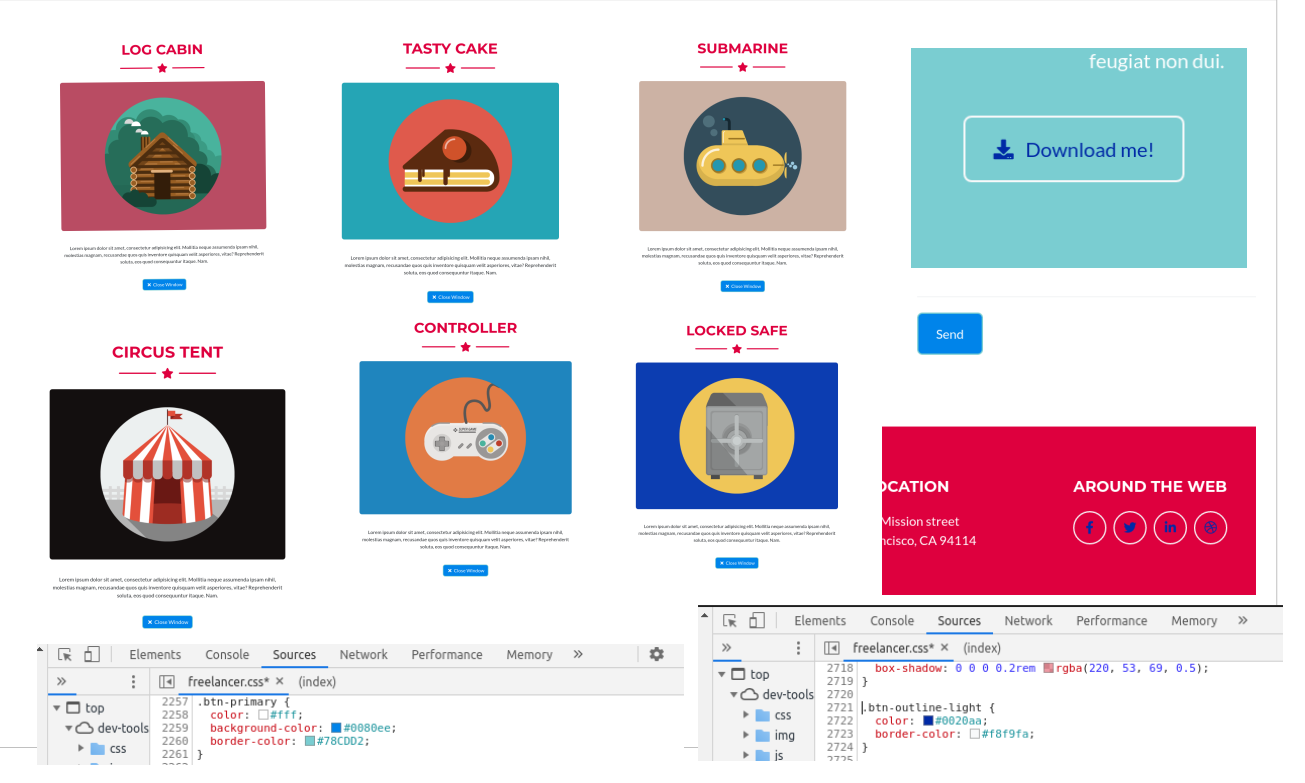 LOG CABIN
Lorem ipsum dolor sit amet, consectetur adipisicing elit. Mollitia neque assumenda ipsam nihil,
molestias magnam, recusandae quos quis inventore quisquam velit asperiores, vitae? Reprehenderit
soluta, eos quod consequuntur itaque. Nam.
× Close Window
TASTY CAKE
Lorem ipsum dolor sit amet, consectetur adipisicing elit. Mollitia neque assumenda ipsam nihil,
molestias magnam, recusandae quos quis inventore quisquam velit asperiores, vitae? Reprehenderit
soluta, eos quod consequuntur itaque. Nam.
× Close Window
SUBMARINE
Lorem ipsum dolor sit amet, consectetur adipisicing elit. Mollitia neque assumenda ipsam nihil,
molestias magnam, recusandae quos quis inventore quisquam velit asperiores, vitae? Reprehenderit
soluta, eos quod consequuntur itaque. Nam.
× Close Window
feugiat non dui.
Download me!
Send
CIRCUS TENT
Lorem ipsum dolor sit amet, consectetur adipisicing elit. Mollitia neque assumenda ipsam nihil,
molestias magnam, recusandae quos quis inventore quisquam velit asperiores, vitae? Reprehenderit
soluta, eos quod consequuntur itaque. Nam.
× Close Window
CONTROLLER
Lorem ipsum dolor sit amet, consectetur adipisicing elit. Mollitia neque assumenda ipsam nihil,
molestias magnam, recusandae quos quis inventore quisquam velit asperiores, vitae? Reprehenderit
soluta, eos quod consequuntur itaque. Nam.
× Close Window
LOCKED SAFE
Lorem ipsum dolor sit amet, consectetur adipisicing elit. Mollitia neque assumenda ipsam nihil,
molestias magnam, recusandae quos quis inventore quisquam velit asperiores, vitae? Reprehenderit
soluta, eos quod consequuntur itaque. Nam.
× Close Window
OCATION
Mission street
ncisco, CA 94114
AROUND THE WEB
Elements Console Sources Network Performance Memory »
» freelancer.css* × (index)
top
dev-tools
css
2257 .btn-primary {
2258 color: #fff;
2259 background-color: #0080ee;
2260 border-color: #78CDD2;
2261 }
Elements Console Sources Network Performance Memory »
» freelancer.css* × (index)
top
dev-tools
css
img
js
2718 box-shadow: 0 0 0 0.2rem rgba(220, 53, 69, 0.5);
2719 }
2720
2721 .btn-outline-light {
2722 color: #0020aa;
2723 border-color: #f8f9fa;
2724 }
2725